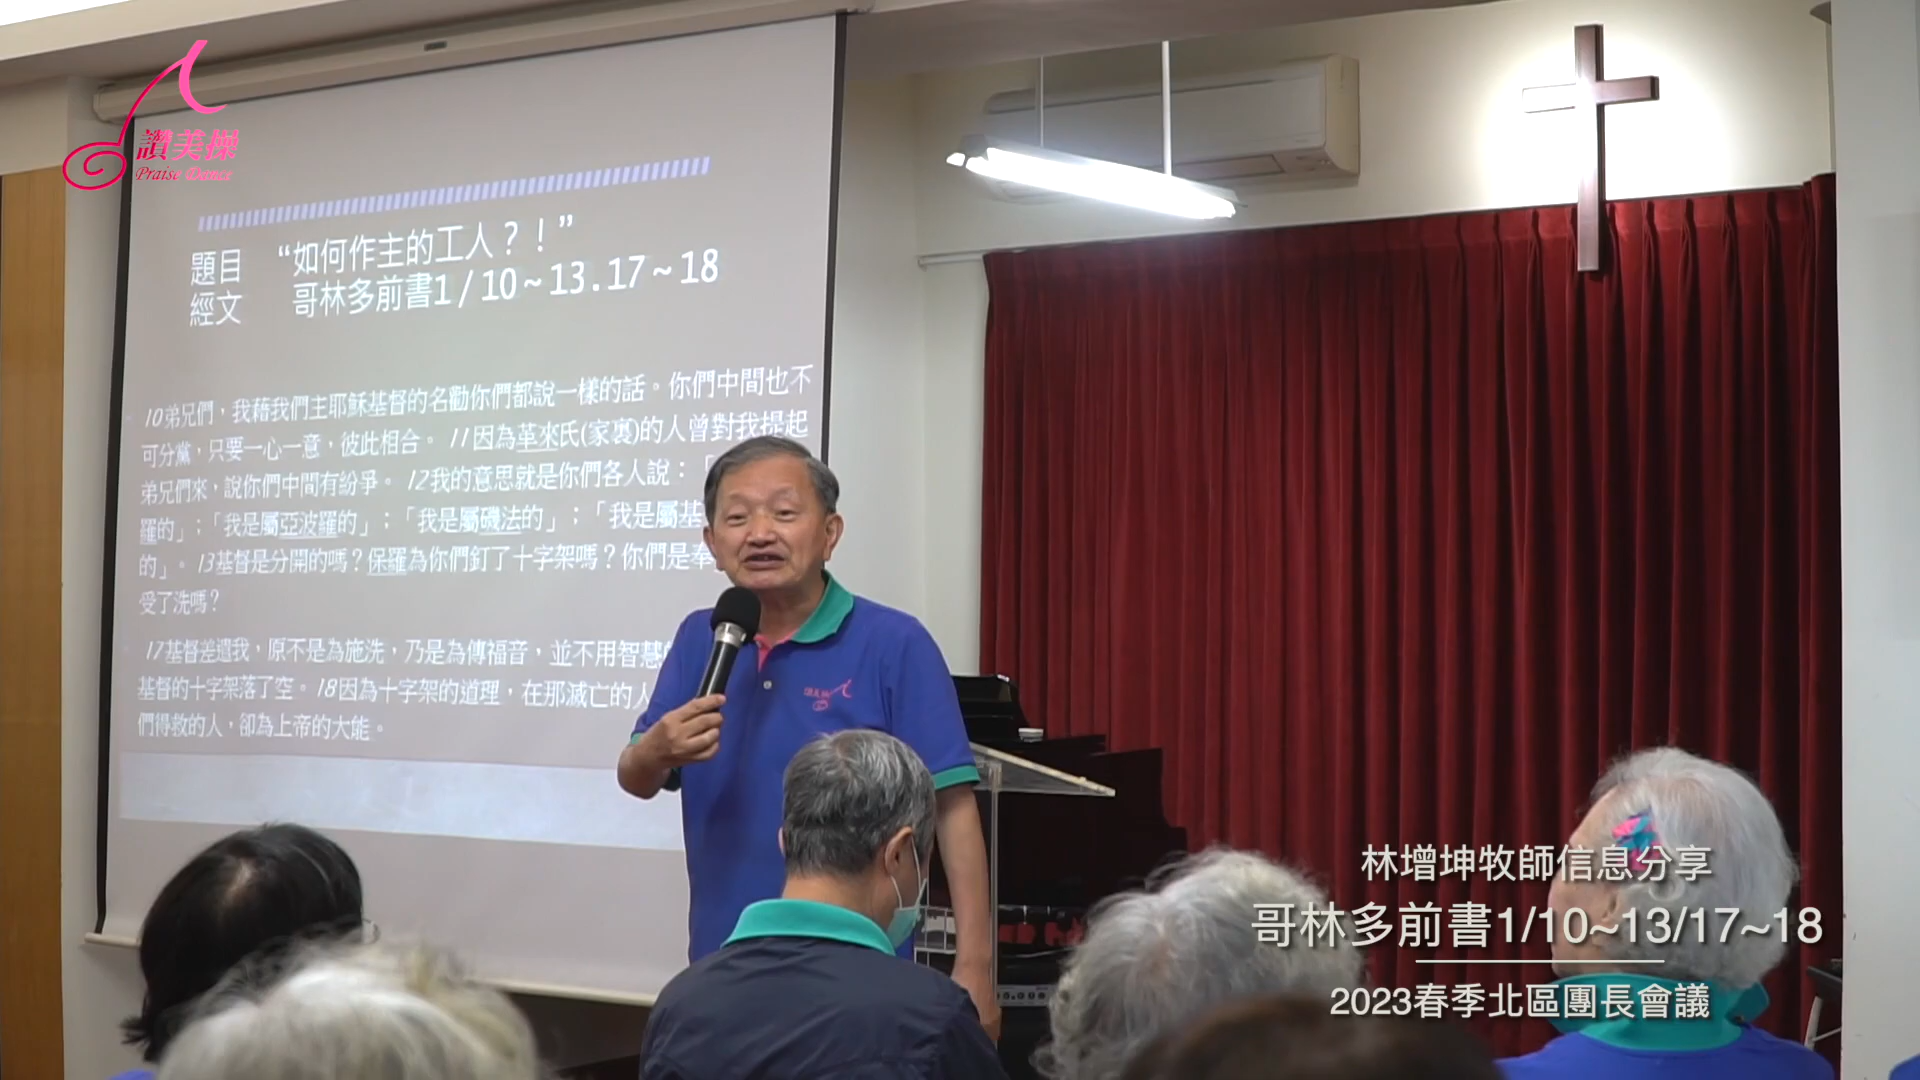 讚美操
Praise Dance
題目 “如何作主的工人？！”
經文 哥林多前書1/10~13.17~18
10弟兄們，我藉我們主耶穌基督的名勸你們都說一樣的話。你們中間也不
可分黨，只要一心一意，彼此相合。 11因為革來氏(家裏)的人曾對我提起
弟兄們來，說你們中間有紛爭。 12我的意思就是你們各人說：「
羅的」；「我是屬亞波羅的」；「我是屬磯法的」；「我是屬基
的」。 13基督是分開的嗎？保羅為你們釘了十字架嗎？你們是奉
受了洗嗎？
17基督差遣我，原不是為施洗，乃是為傳福音，並不用智慧
基督的十字架落了空。18因為十字架的道理，在那滅亡的人
們得救的人，卻為上帝的大能。
林增坤牧師信息分享
哥林多前書1/10~13/17~18
2023春季北區團長會議